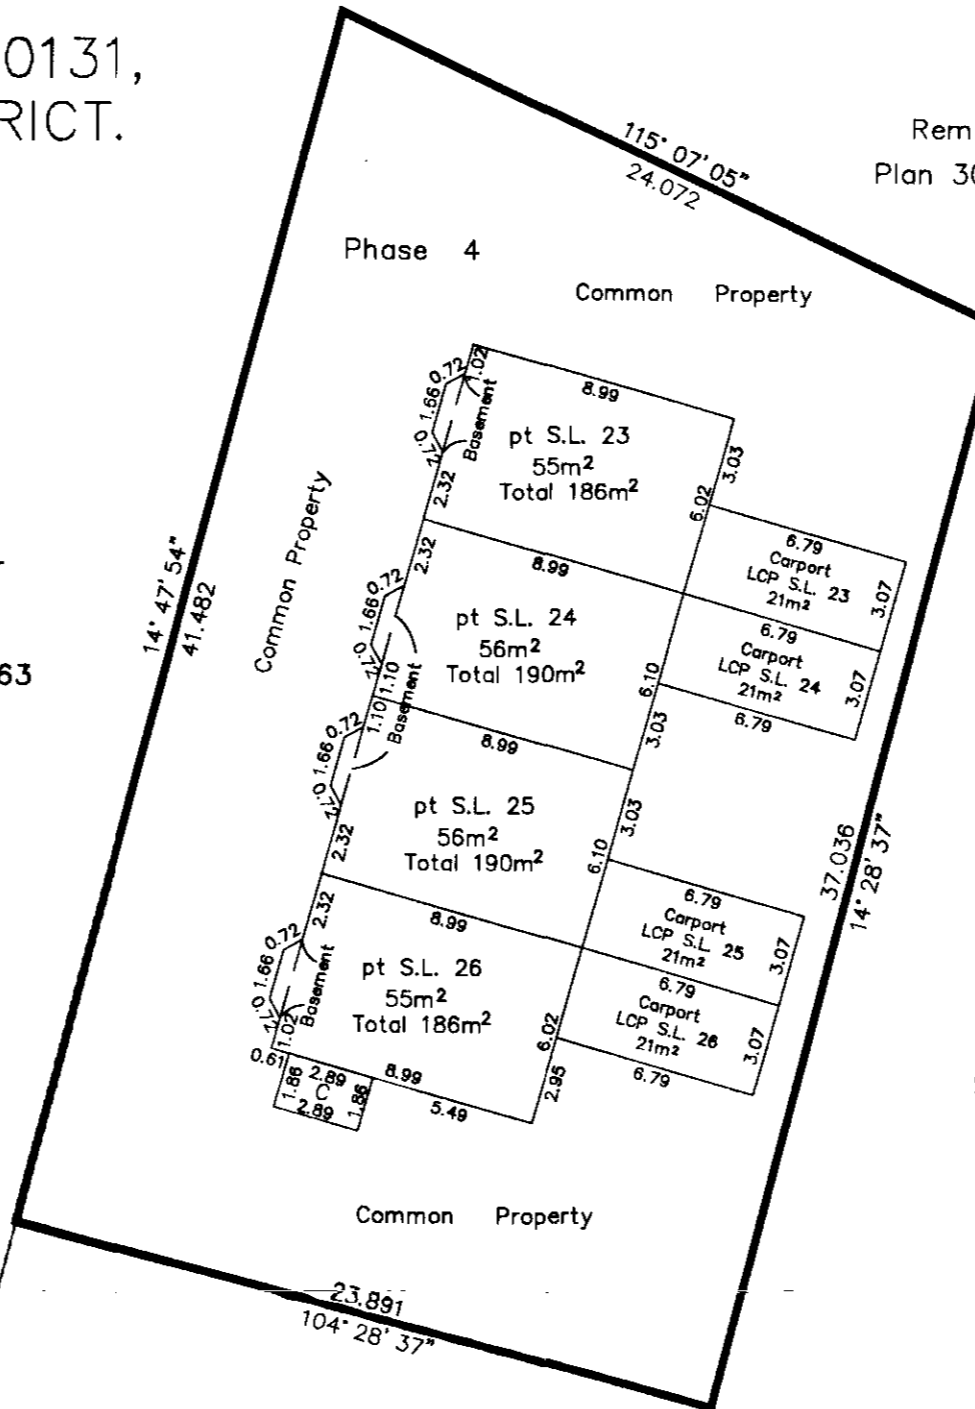 0131,
RICT.
115° 07' 05"
24.072
Rem
Plan 30
Phase 4
Common Property
14° 47' 54"
41.482
Common Property
63
0.72
1.66
0.72
1.02
Basement
2.32
8.99
pt S.L. 23
55m²
Total 186m²
3.03
6.02
6.79
Carport
LCP S.L. 23
21m²
3.07
2.32
8.99
0.72
1.66
0.72
1.10
Basement
pt S.L. 24
56m²
Total 190m²
6.10
6.79
Carport
LCP S.L. 24
21m²
3.07
6.79
3.03
1.10
0.72
1.66
0.72
2.32
8.99
pt S.L. 25
56m²
Total 190m²
3.03
6.10
6.79
Carport
LCP S.L. 25
21m²
3.07
37.036
14° 28' 37"
2.32
8.99
0.72
1.66
0.72
1.02
Basement
pt S.L. 26
55m²
Total 186m²
6.02
6.79
Carport
LCP S.L. 26
21m²
3.07
6.79
2.95
0.61
1.86
2.89
C
2.89
1.86
8.99
5.49
Common Property
23.891
104° 28' 37"